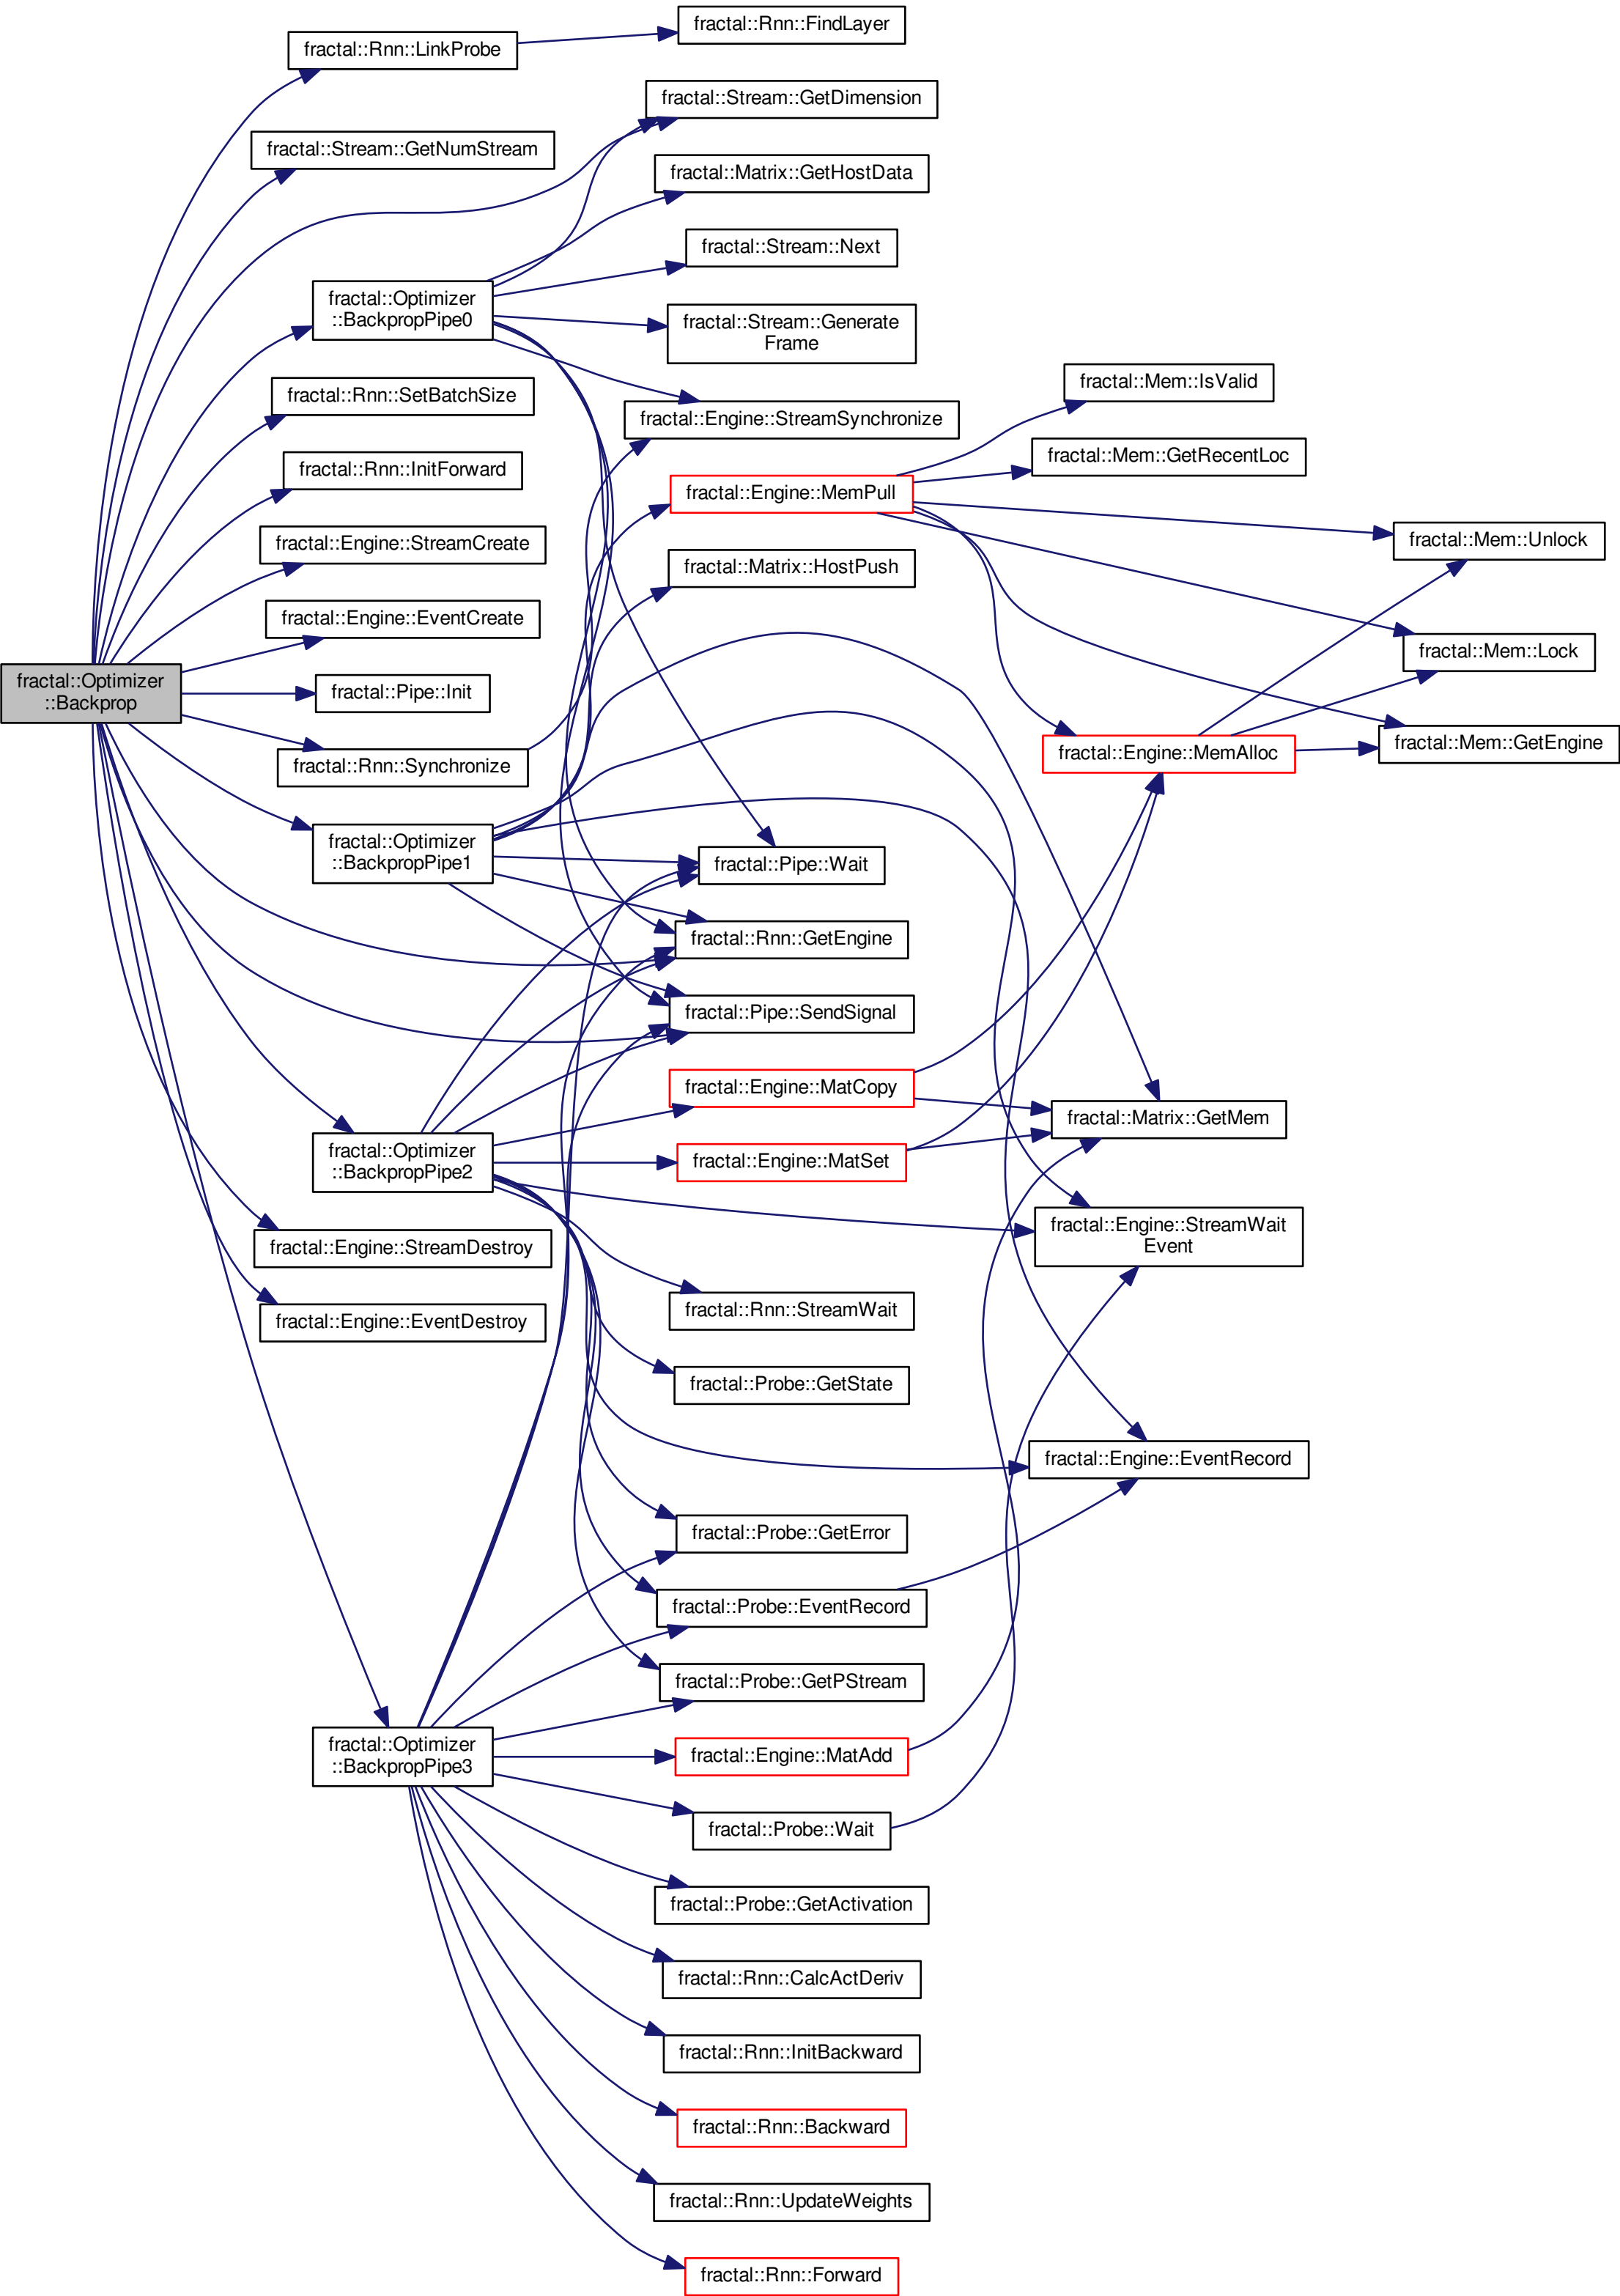 fractal::Rnn::FindLayer
fractal::Rnn::LinkProbe
fractal::Stream::GetDimension
fractal::Stream::GetNumStream
fractal::Matrix::GetHostData
fractal::Stream::Next
fractal::Optimizer
::BackpropPipe0
fractal::Stream::Generate
Frame
fractal::Mem::IsValid
fractal::Rnn::SetBatchSize
fractal::Engine::StreamSynchronize
fractal::Mem::GetRecentLoc
fractal::Rnn::InitForward
fractal::Engine::MemPull
fractal::Engine::StreamCreate
fractal::Mem::Unlock
fractal::Matrix::HostPush
fractal::Engine::EventCreate
fractal::Mem::Lock
fractal::Optimizer
::Backprop
fractal::Pipe::Init
fractal::Mem::GetEngine
fractal::Engine::MemAlloc
fractal::Rnn::Synchronize
fractal::Optimizer
::BackpropPipe1
fractal::Pipe::Wait
fractal::Rnn::GetEngine
fractal::Pipe::SendSignal
fractal::Engine::MatCopy
fractal::Matrix::GetMem
fractal::Optimizer
::BackpropPipe2
fractal::Engine::MatSet
fractal::Engine::StreamWait
Event
fractal::Engine::StreamDestroy
fractal::Rnn::StreamWait
fractal::Engine::EventDestroy
fractal::Probe::GetState
fractal::Engine::EventRecord
fractal::Probe::GetError
fractal::Probe::EventRecord
fractal::Probe::GetPStream
fractal::Optimizer
::BackpropPipe3
fractal::Engine::MatAdd
fractal::Probe::Wait
fractal::Probe::GetActivation
fractal::Rnn::CalcActDeriv
fractal::Rnn::InitBackward
fractal::Rnn::Backward
fractal::Rnn::UpdateWeights
fractal::Rnn::Forward